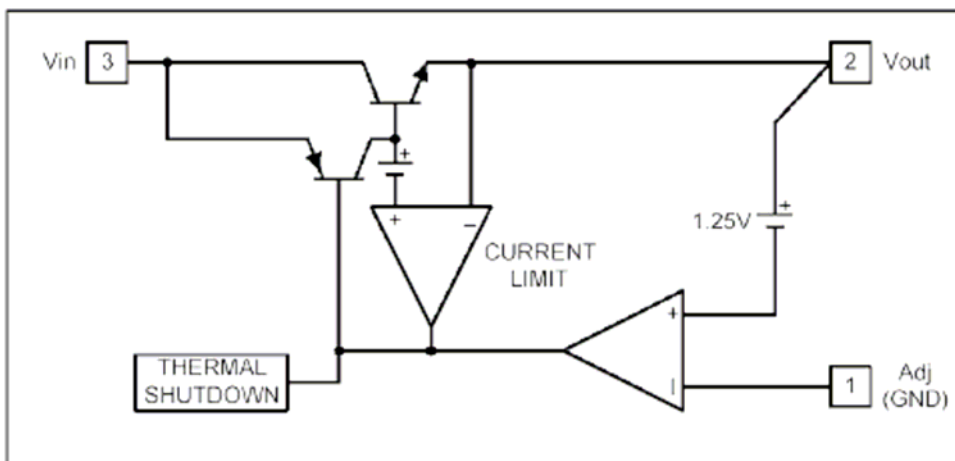 Vin 3
2 Vout
+
+ −
CURRENT
LIMIT
+
1.25V
+
−
THERMAL
SHUTDOWN
1 Adj
(GND)